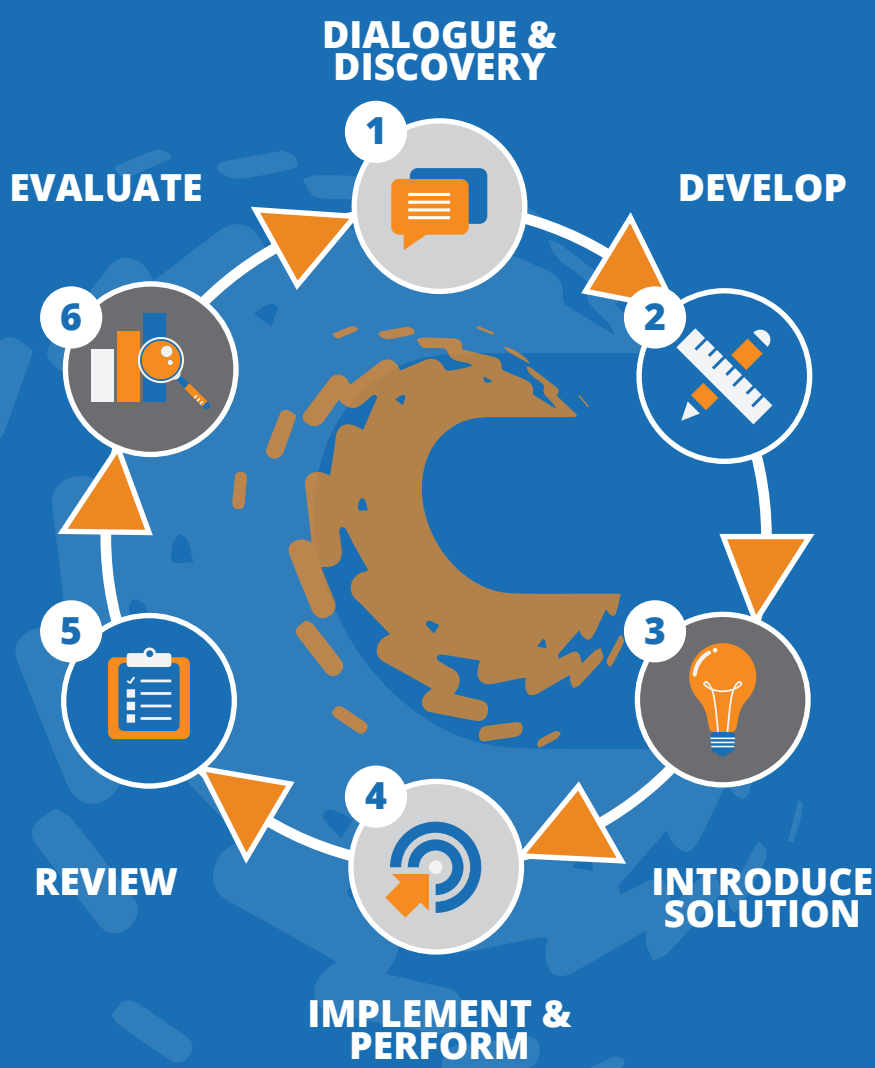 DIALOGUE &
DISCOVERY
1
EVALUATE
DEVELOP
6
2
5
3
4
REVIEW
INTRODUCE
SOLUTION
IMPLEMENT &
PERFORM